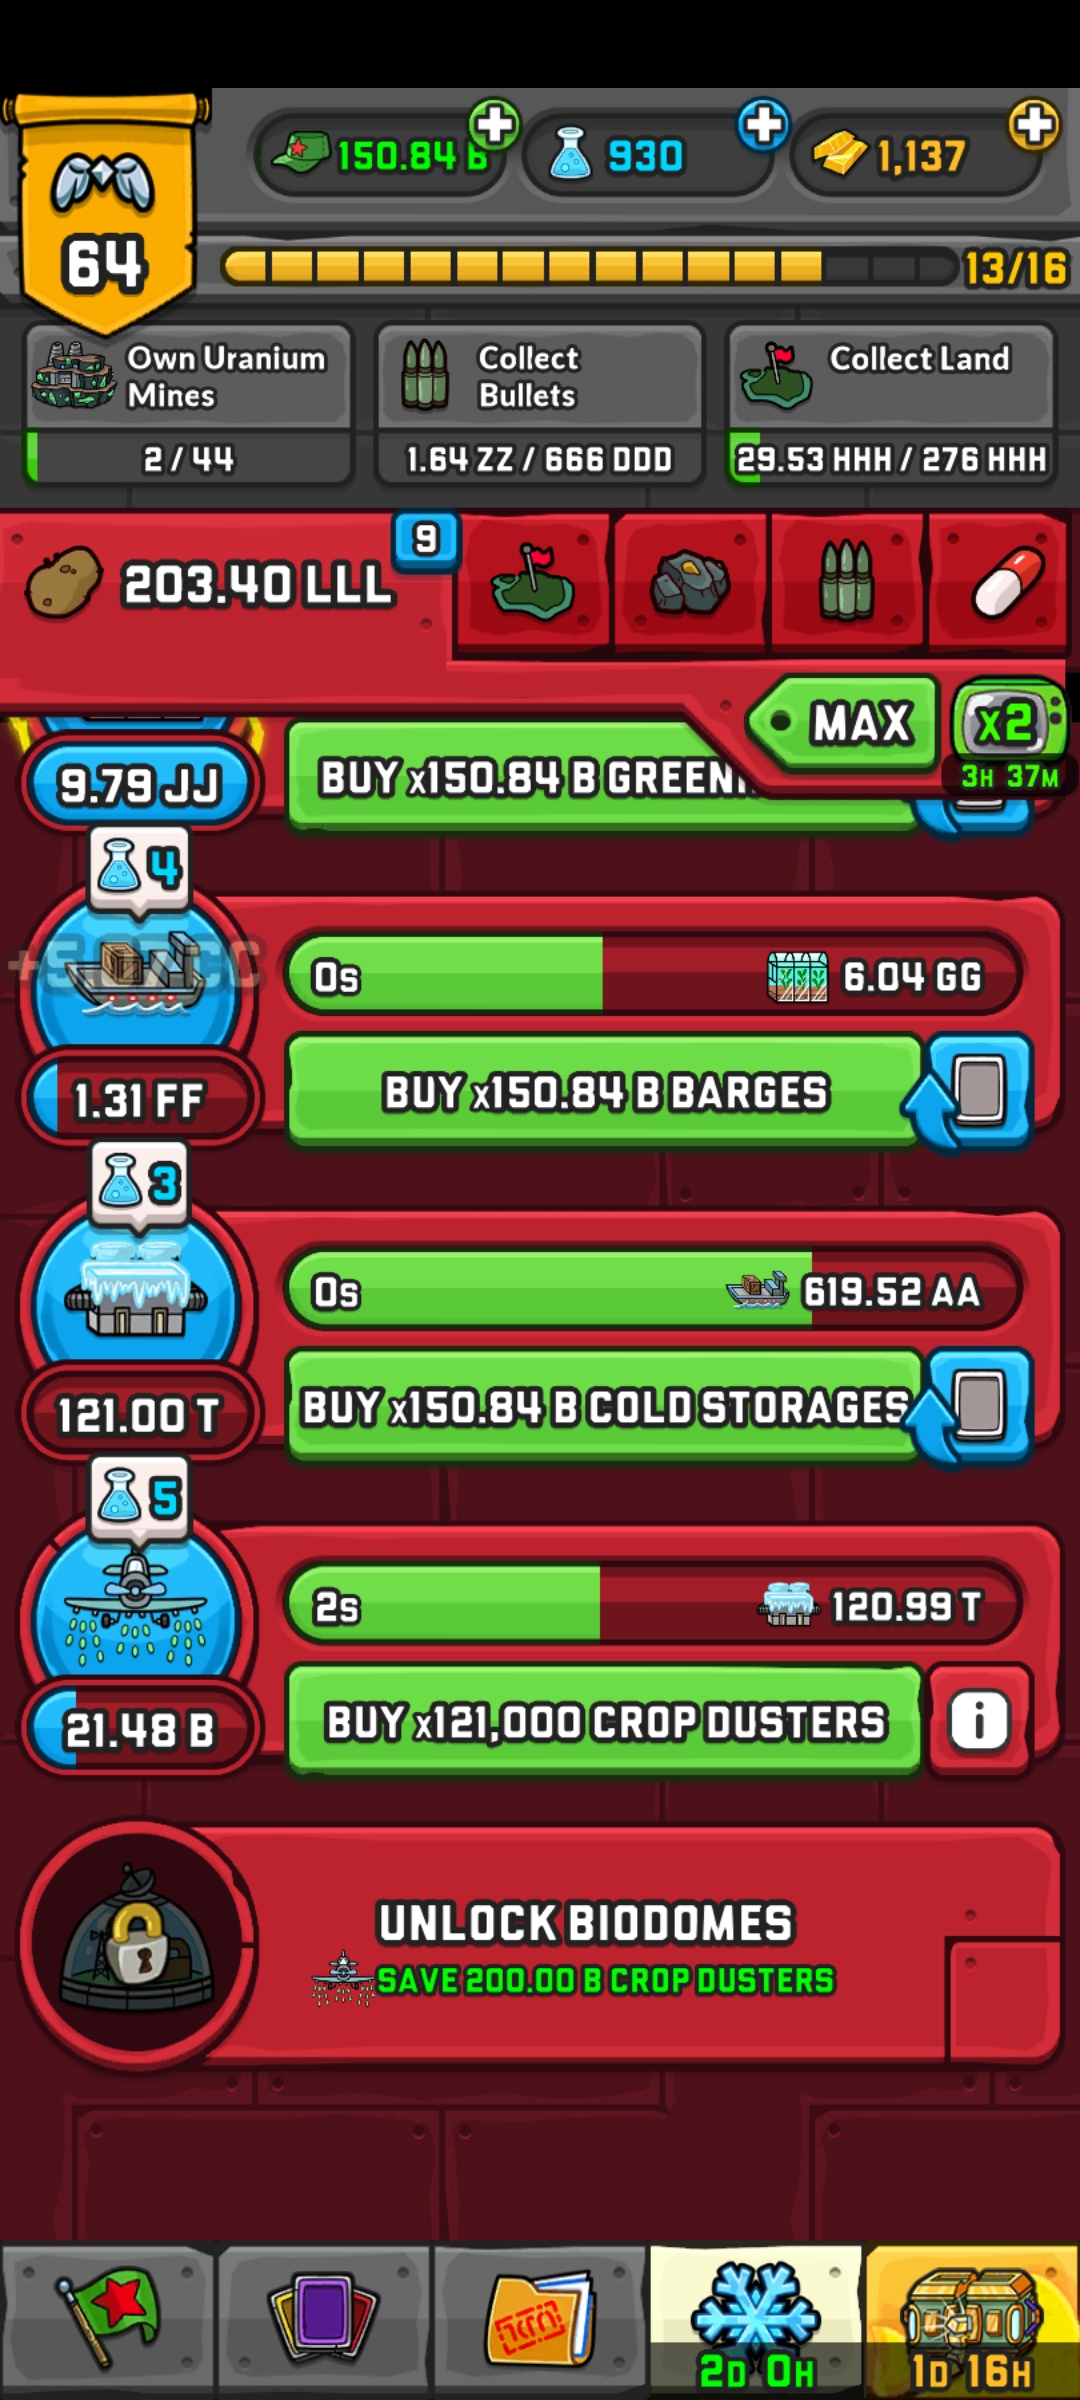 150.84 B
930
1,137
64
13/16
Own Uranium
Mines
2 / 44
Collect
Bullets
1.64 ZZ / 666 DDD
Collect Land
29.53 HHH / 276 HHH
203.40 LLL
9
MAX
x2
3H 37M
9.79 JJ
BUY x150.84 B GREEN
4
0s
6.04 GG
1.31 FF
BUY x150.84 B BARGES
3
0s
619.52 AA
121.00 T
BUY x150.84 B COLD STORAGES
5
2s
120.99 T
21.48 B
BUY x121,000 CROP DUSTERS
i
UNLOCK BIODOMES
SAVE 200.00 B CROP DUSTERS
2D 0H
1D 16H